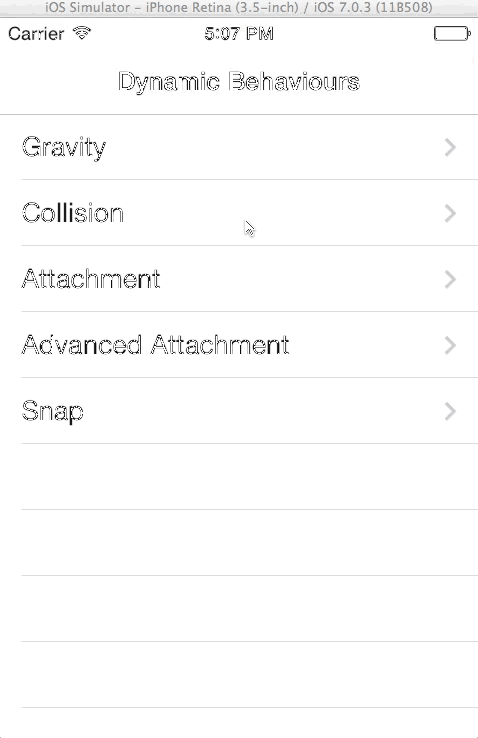 iOS Simulator – iPhone Retina (3.5-inch) / iOS 7.0.3 (11B508)
Carrier 5:07 PM
Dynamic Behaviours
Gravity
Collision
Attachment
Advanced Attachment
Snap